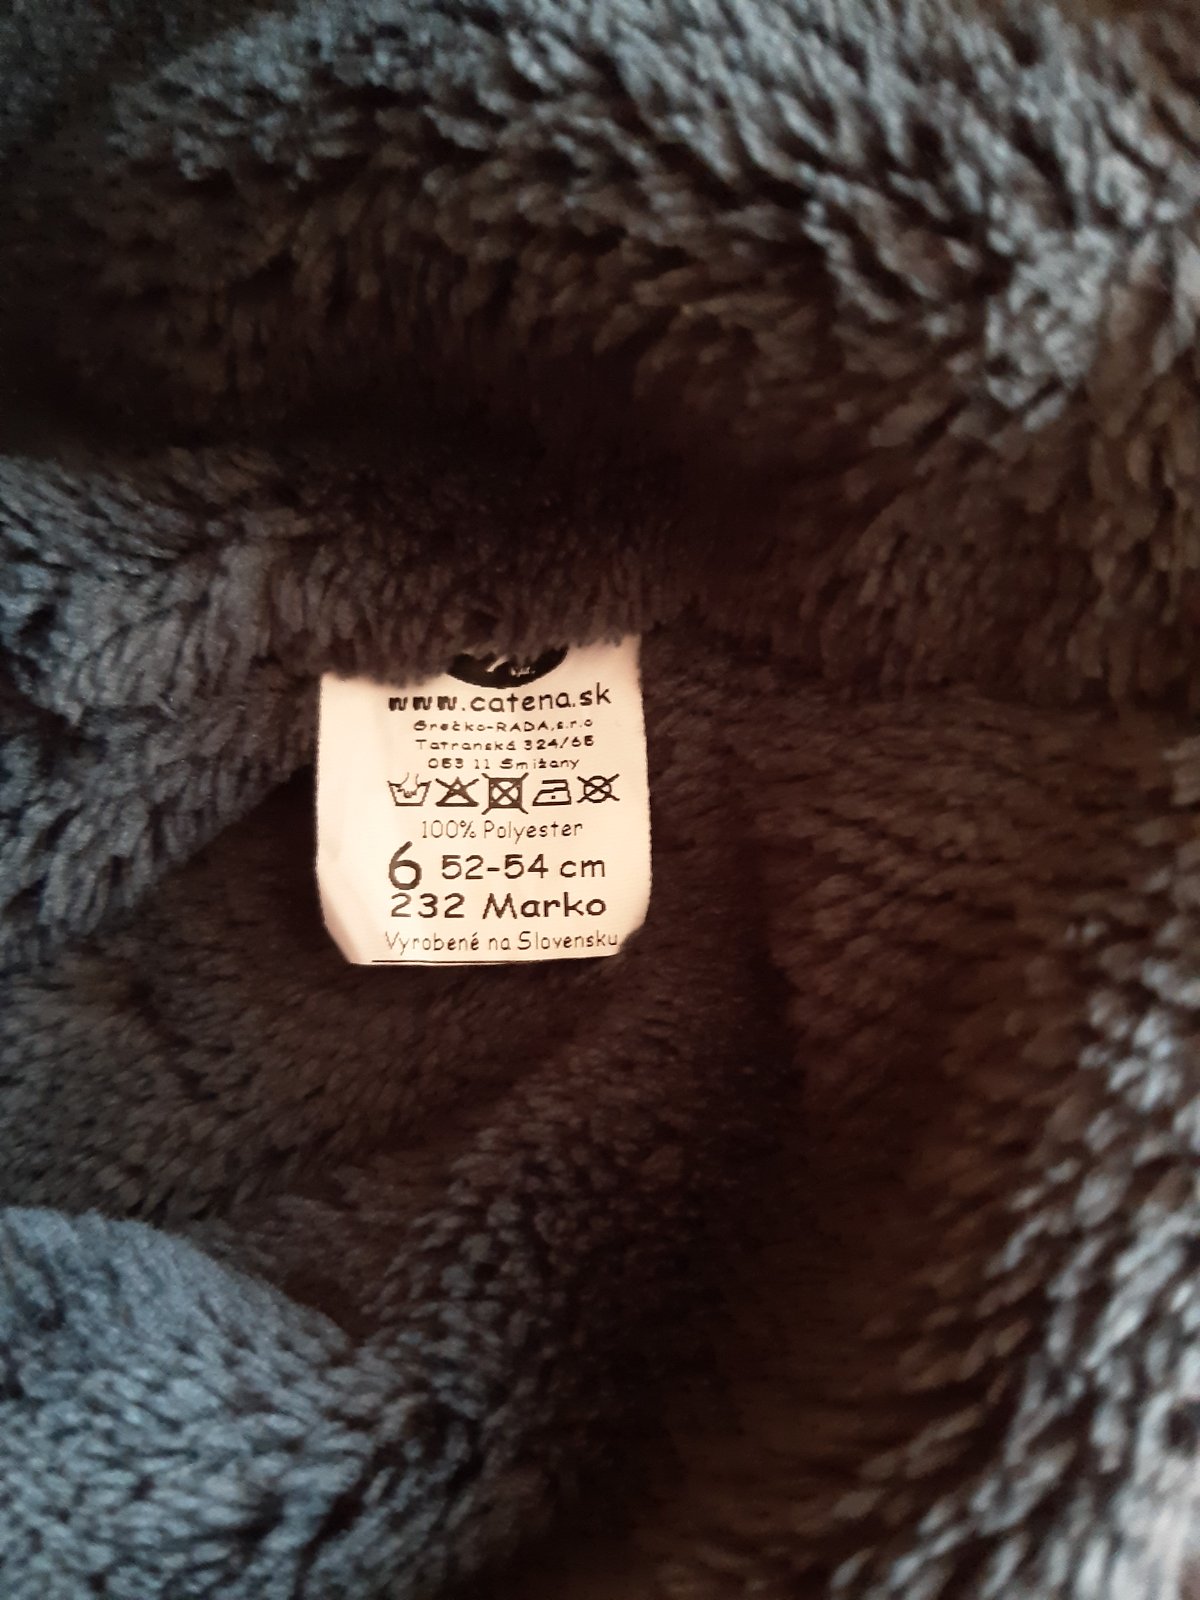 www.catena.sk
Grečko-RADA,s.r.o
Tatranská 324/65
053 11 Smižany
100% Polyester
6 52-54 cm
232 Marko
Vyrobené na Slovensku